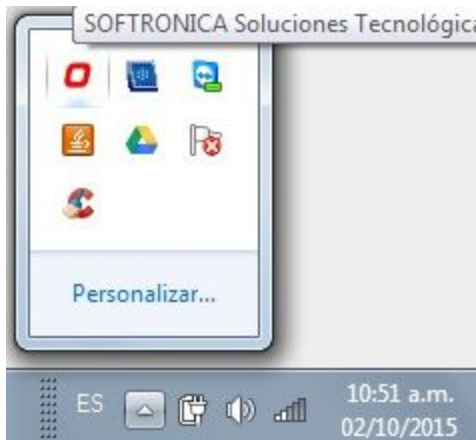 SOFTRONICA Soluciones Tecnológica
Personalizar...
ES
10:51 a.m.
02/10/2015